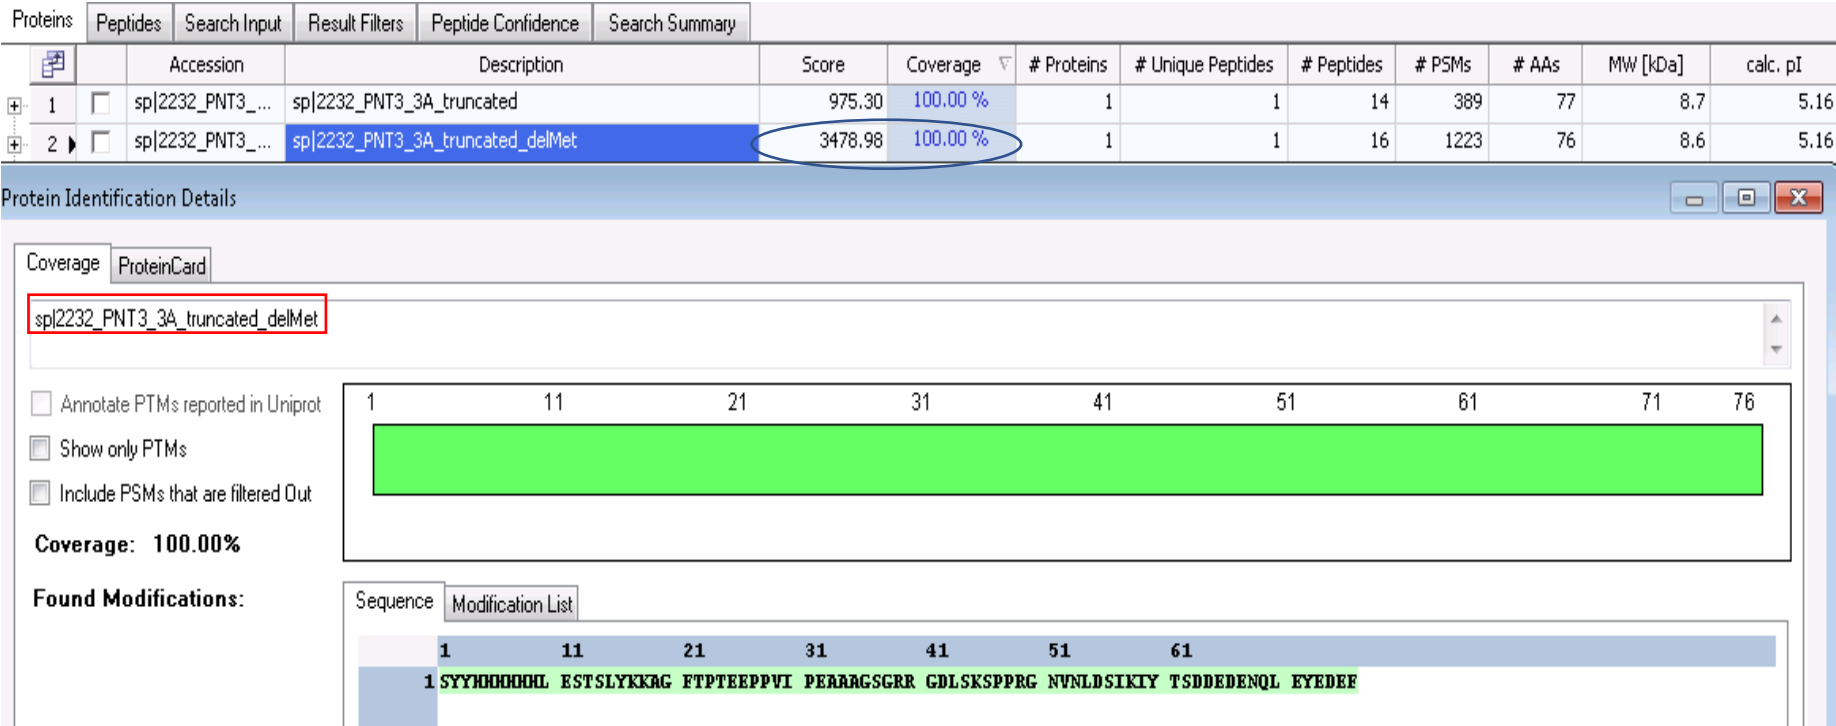 Proteins Peptides Search Input Result Filters Peptide Confidence Search Summary
Accession Description Score Coverage # Proteins # Unique Peptides # Peptides # PSMs # AAs MW [kDa] calc. pI
1 sp|2232_PNT3_... sp|2232_PNT3_3A_truncated 975.30 100.00 % 1 1 14 389 77 8.7 5.16
2 sp|2232_PNT3_... sp|2232_PNT3_3A_truncated_delMet 3478.98 100.00 % 1 1 16 1223 76 8.6 5.16
Protein Identification Details
Coverage ProteinCard
sp|2232_PNT3_3A_truncated_delMet
Annotate PTMs reported in Uniprot
Show only PTMs
Include PSMs that are filtered Out
Coverage: 100.00%
Found Modifications:
1 11 21 31 41 51 61 71 76
Sequence Modification List
1 11 21 31 41 51 61
1 SYYHHHHHHL ESTSLYKKAG FTPTEEPPVI PEAAAGSGRR GDLSKSPPRG NVNLDSIKIY TSDDEDENQL EYEDEF